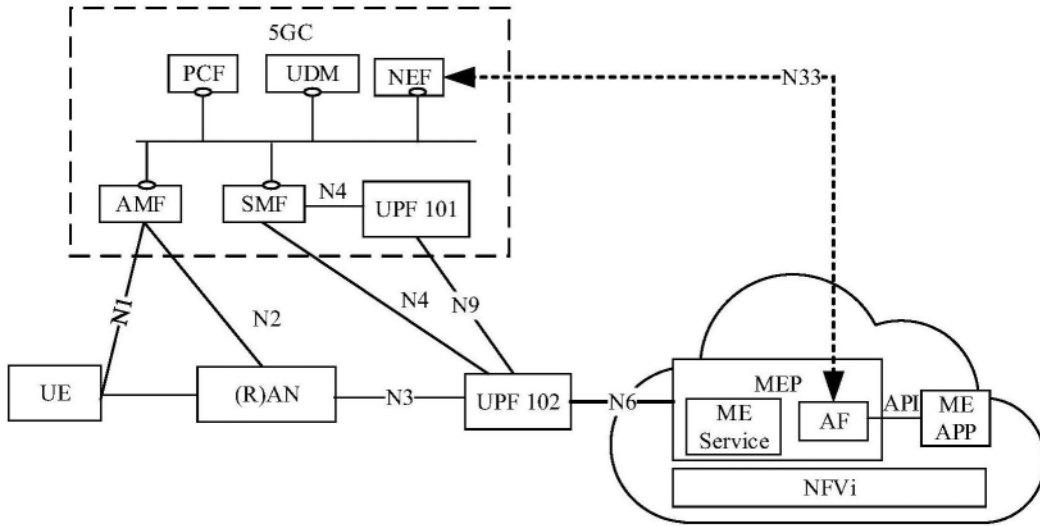 5GC
PCF
UDM
NEF
N33
AMF
SMF
N4
UPF 101
N1
N2
N4
N9
UE
(R)AN
N3
UPF 102
N6
MEP
ME
Service
AF
API
ME
APP
NFVi